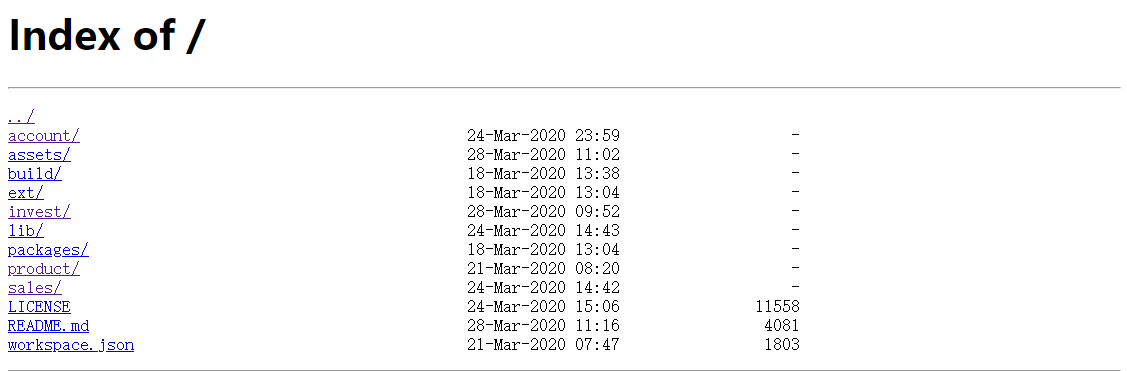 Index of /
../
account/ 24-Mar-2020 23:59 -
assets/ 28-Mar-2020 11:02 -
build/ 18-Mar-2020 13:38 -
ext/ 18-Mar-2020 13:04 -
invest/ 28-Mar-2020 09:52 -
lib/ 24-Mar-2020 14:43 -
packages/ 18-Mar-2020 13:04 -
product/ 21-Mar-2020 08:20 -
sales/ 24-Mar-2020 14:42 -
LICENSE 24-Mar-2020 15:06 11558
README.md 28-Mar-2020 11:16 4081
workspace.json 21-Mar-2020 07:47 1803